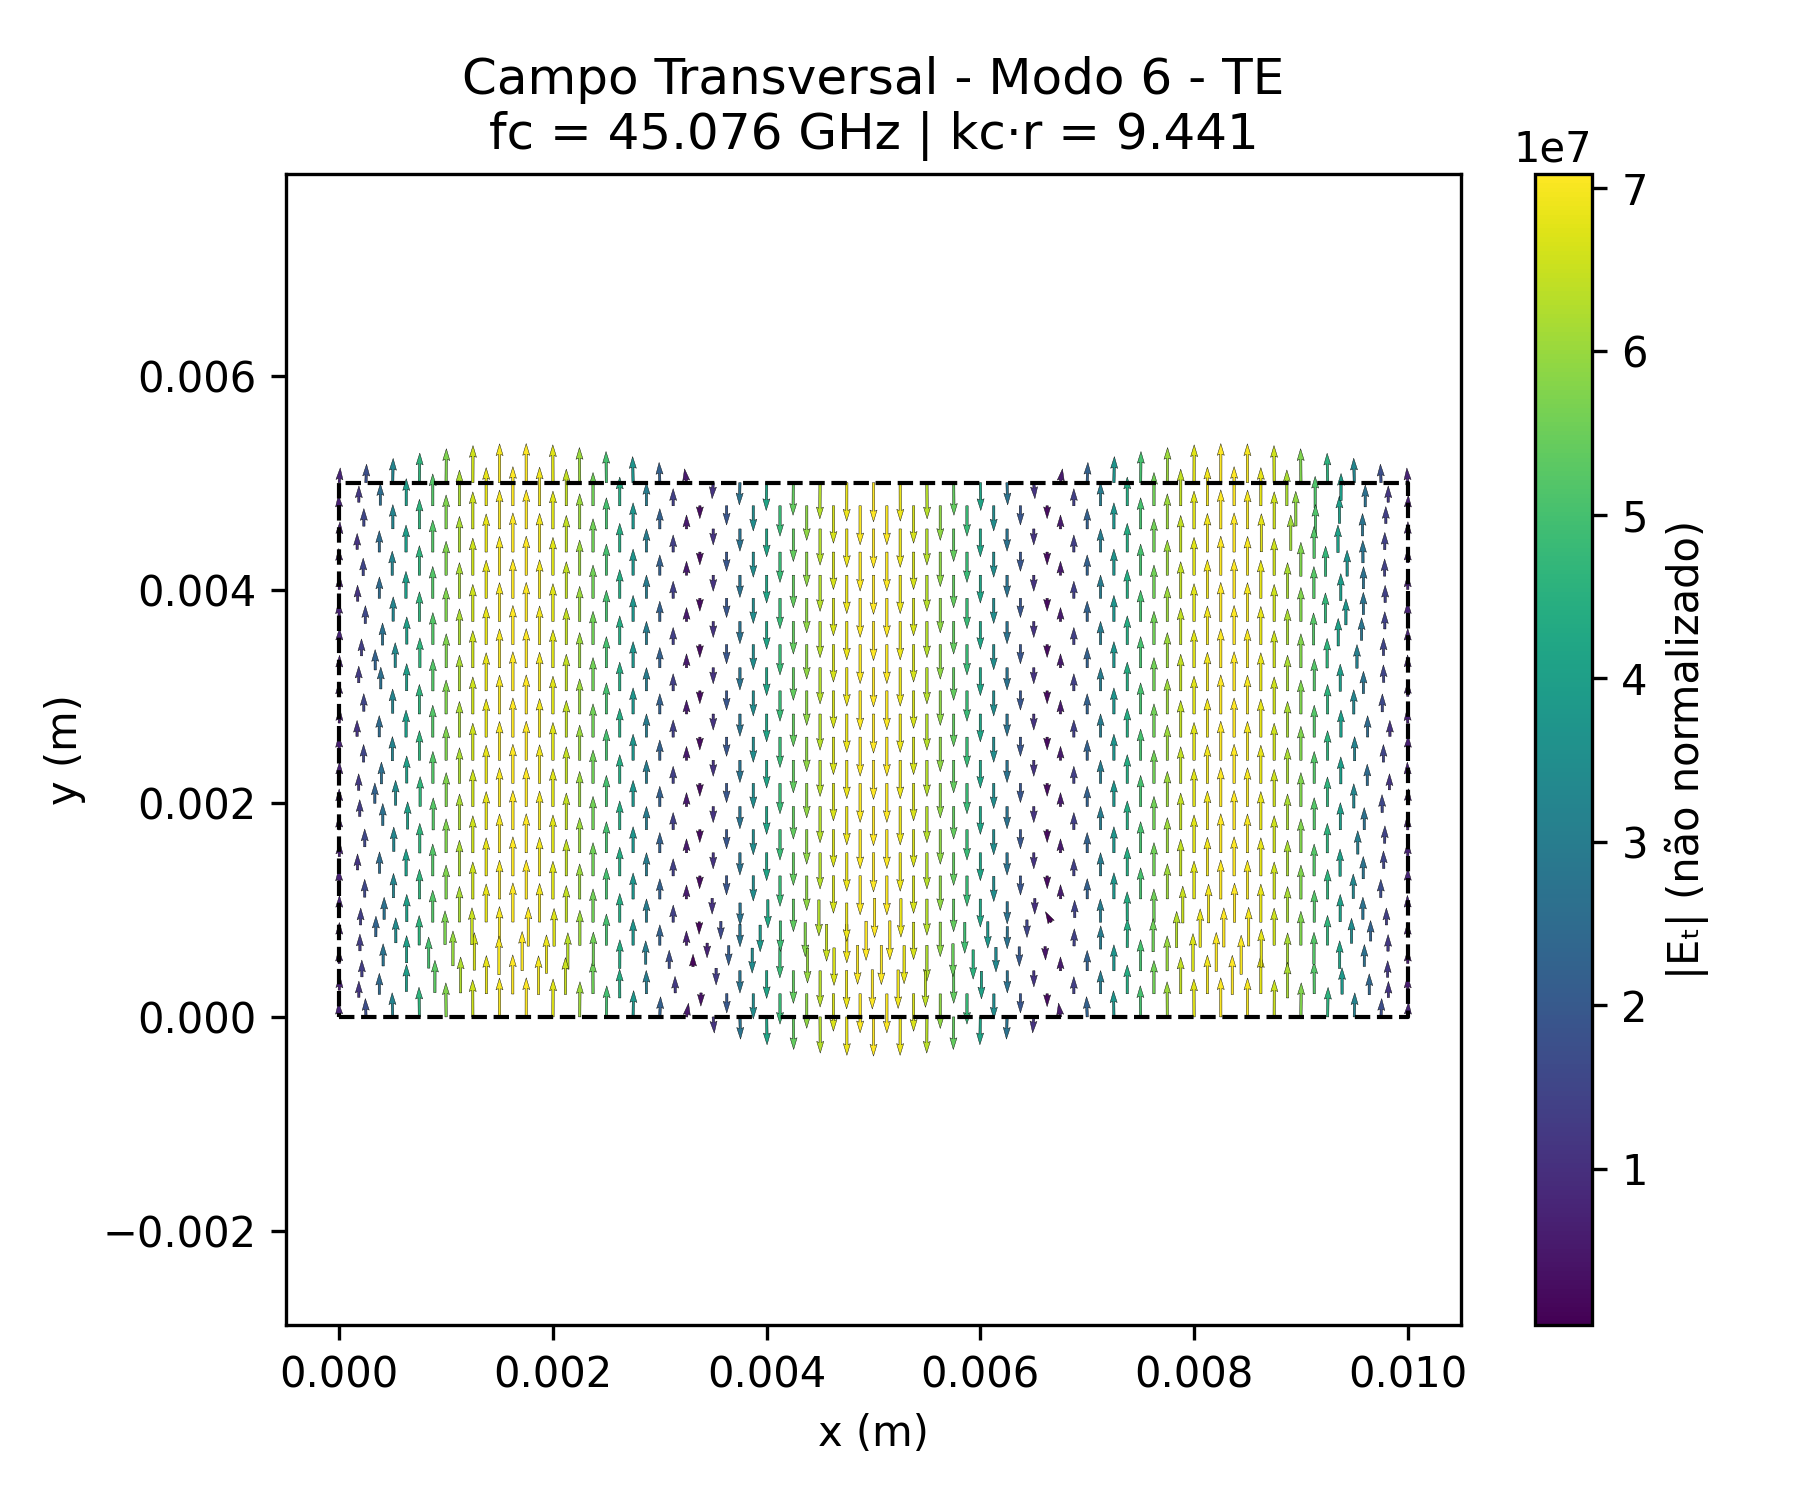 Campo Transversal - Modo 6 - TE
fc = 45.076 GHz | kc·r = 9.441
1e7
7
6
5
4
3
2
1
|Eₜ| (não normalizado)
0.006
0.004
0.002
0.000
−0.002
y (m)
0.000 0.002 0.004 0.006 0.008 0.010
x (m)